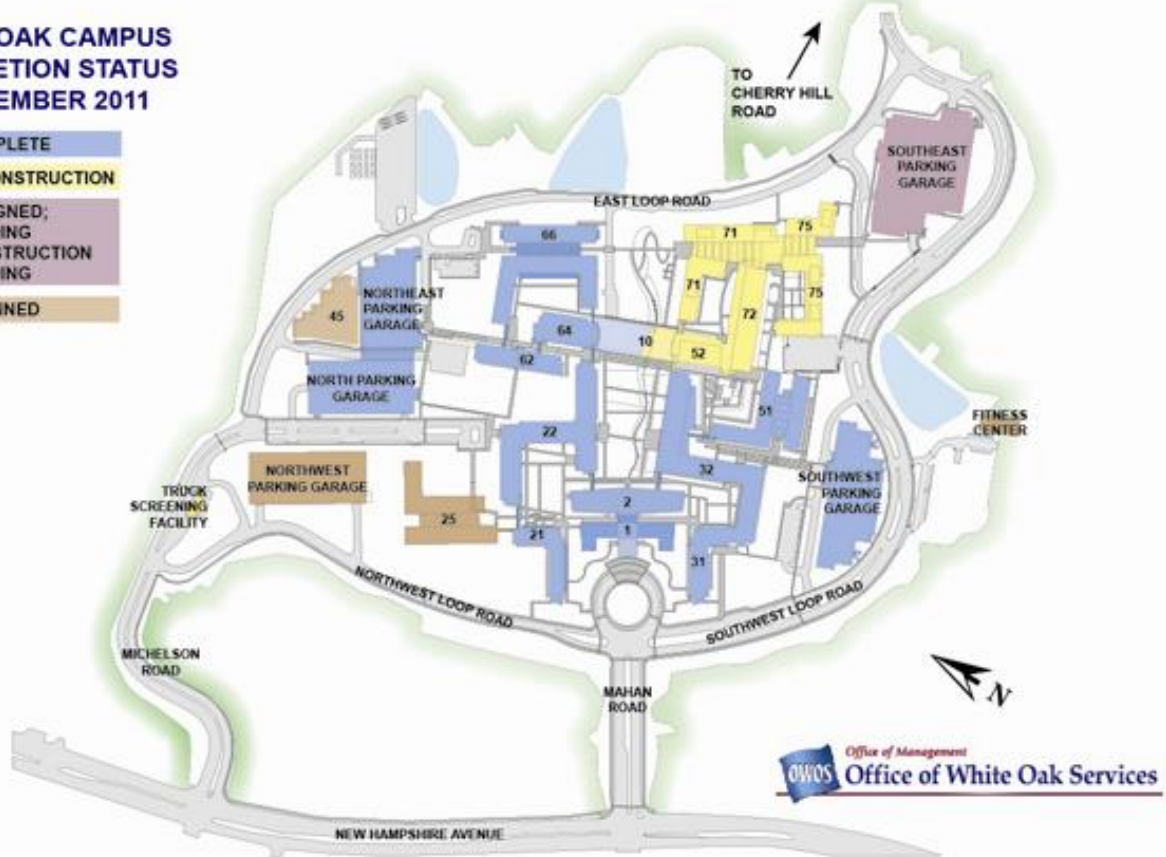 OAK CAMPUS
ETION STATUS
EMBER 2011
PLETE
ONSTRUCTION
GNED;
ING
STRUCTION
ING
NNED
TO
CHERRY HILL
ROAD
SOUTHEAST
PARKING
GARAGE
EAST LOOP ROAD
66
71
75
71
72
75
NORTHEAST
PARKING
GARAGE
45
64
10
52
62
NORTH PARKING
GARAGE
51
FITNESS
CENTER
22
32
NORTHWEST
PARKING GARAGE
SOUTHWEST
PARKING
GARAGE
TRUCK
SCREENING
FACILITY
2
25
21
1
31
NORTHWEST LOOP ROAD
SOUTHWEST LOOP ROAD
MICHELSON
ROAD
MAHAN
ROAD
N
Office of Management
OWOS
Office of White Oak Services
NEW HAMPSHIRE AVENUE